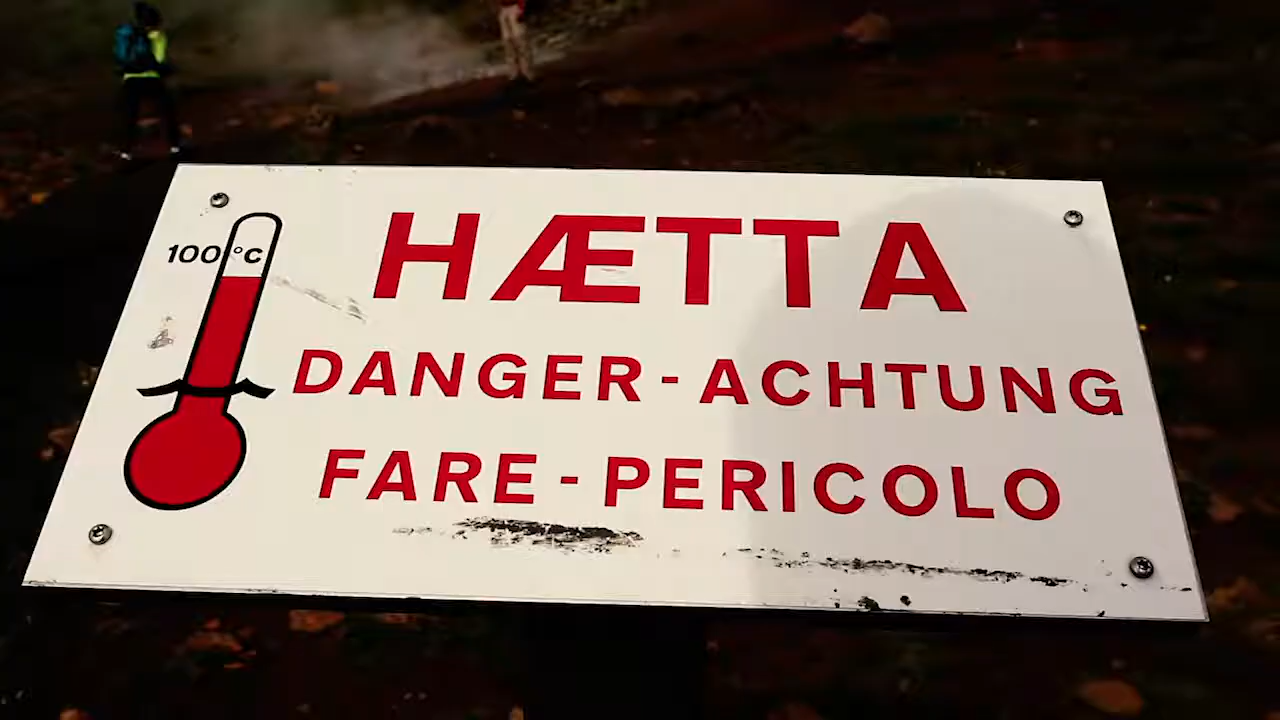 100 °C
HÆTTA
DANGER - ACHTUNG
FARE - PERICOLO